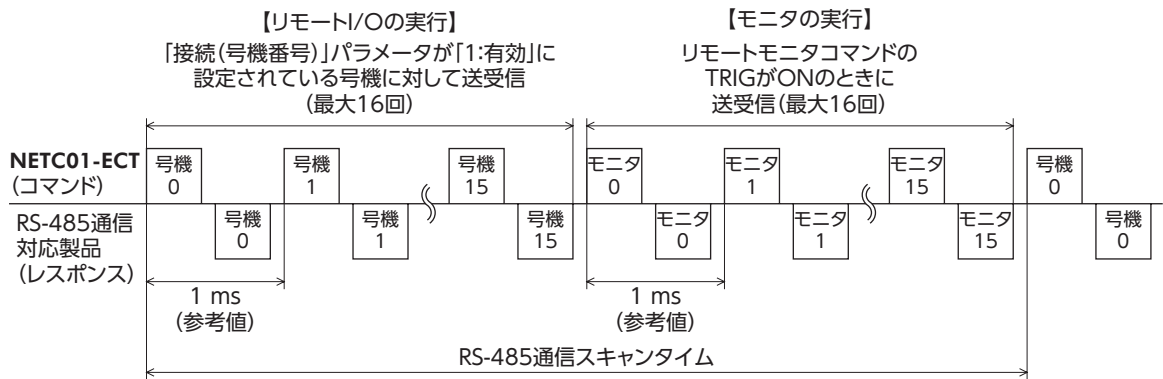 【リモートI/Oの実行】
「接続(号機番号)」パラメータが「1:有効」に
設定されている号機に対して送受信
(最大16回)
【モニタの実行】
リモートモニタコマンドの
TRIGがONのときに
送受信(最大16回)
NETC01-ECT
(コマンド)
号機
0
号機
1
号機
15
モニタ
0
モニタ
1
モニタ
15
号機
0
RS-485通信
対応製品
(レスポンス)
号機
0
号機
1
号機
15
モニタ
0
モニタ
1
モニタ
15
号機
0
1 ms
(参考値)
1 ms
(参考値)
RS-485通信スキャンタイム